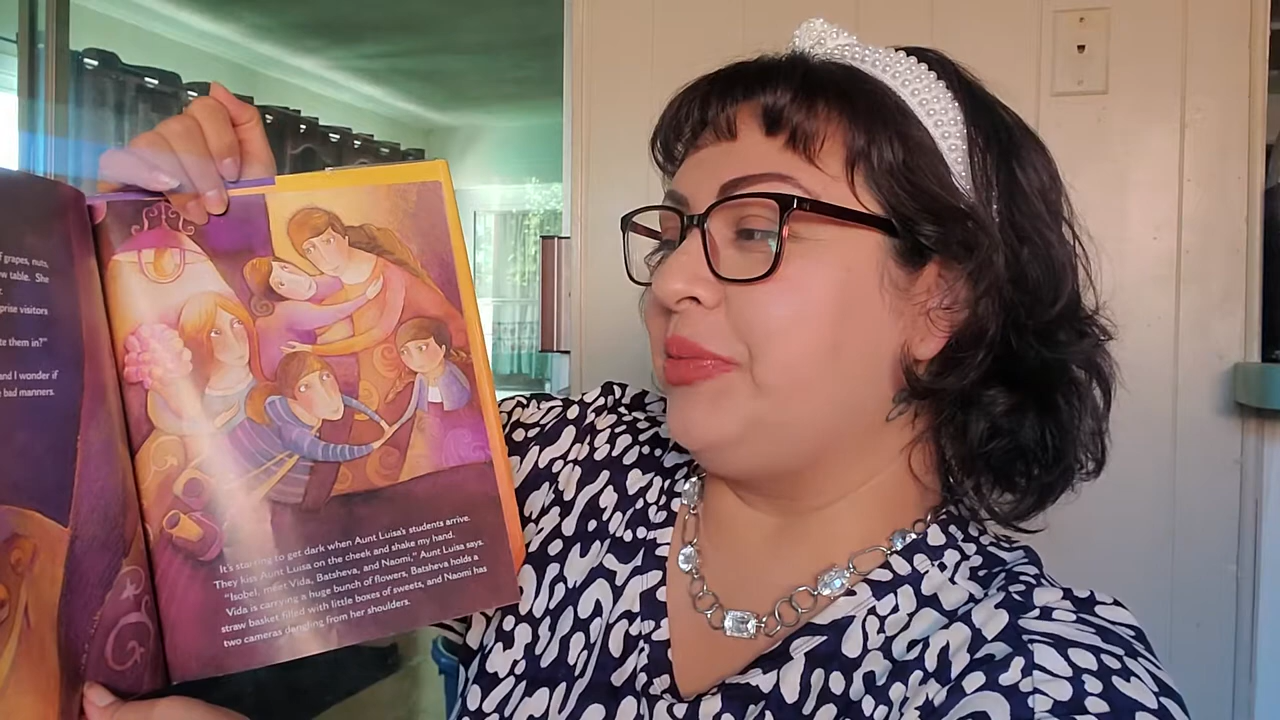 f grapes, nuts,
w table. She
prise visitors
te them in?"
and I wonder if
e bad manners.
It's starting to get dark when Aunt Luisa's students arrive.
They kiss Aunt Luisa on the cheek and shake my hand.
"Isobel, meet Vida, Batsheva, and Naomi," Aunt Luisa says.
Vida is carrying a huge bunch of flowers, Batsheva holds a
straw basket filled with little boxes of sweets, and Naomi has
two cameras dangling from her shoulders.